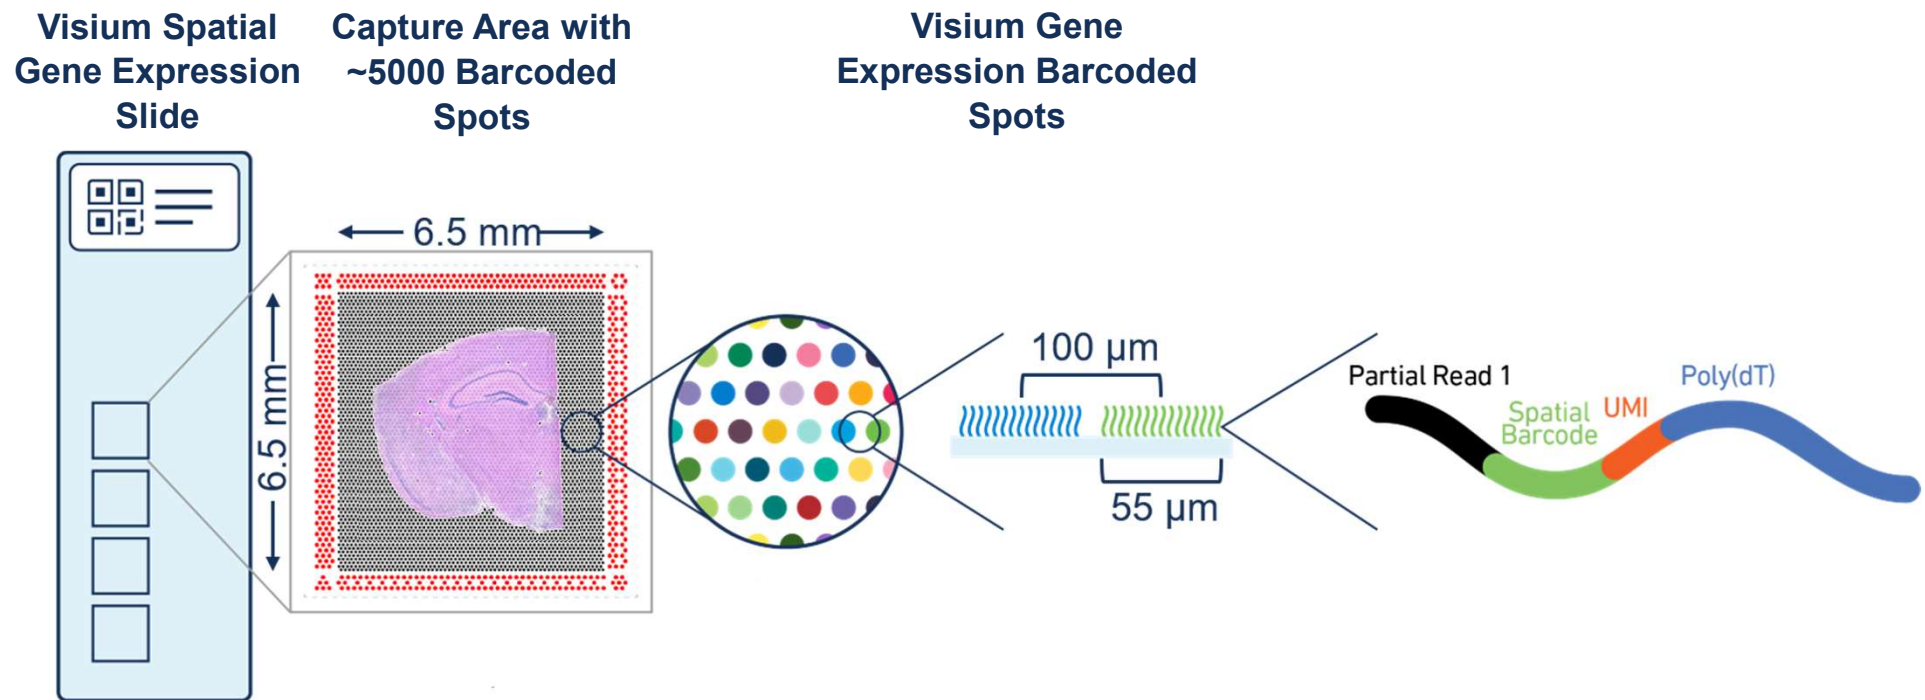 Visium Spatial
Gene Expression
Slide
Capture Area with
~5000 Barcoded
Spots
Visium Gene
Expression Barcoded
Spots
6.5 mm
6.5 mm
100 µm
55 µm
Partial Read 1
Spatial
Barcode
UMI
Poly(dT)